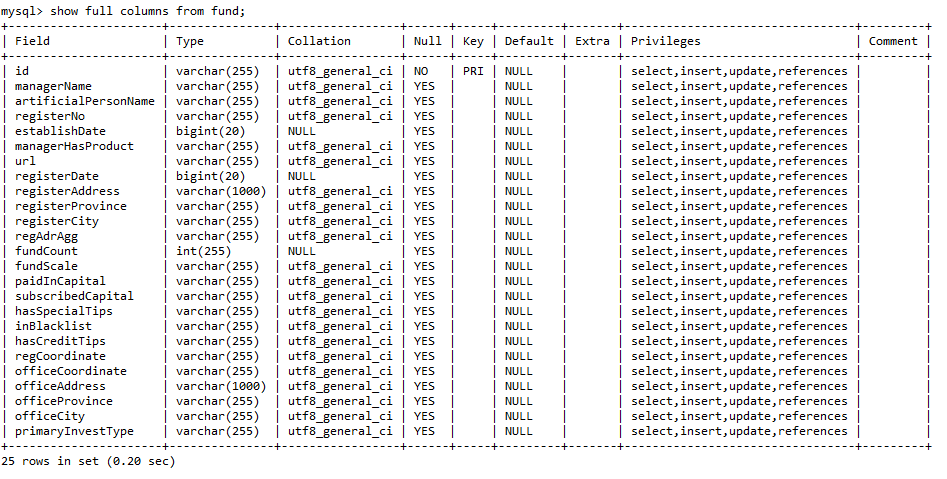 mysql> show full columns from fund;
+--------------------+---------------+-----------------+------+-----+---------+-------+---------------------------------+---------+
| Field              | Type          | Collation       | Null | Key | Default | Extra | Privileges                      | Comment |
+--------------------+---------------+-----------------+------+-----+---------+-------+---------------------------------+---------+
| id                 | varchar(255)  | utf8_general_ci | NO   | PRI | NULL    |       | select,insert,update,references |         |
| managerName        | varchar(255)  | utf8_general_ci | YES  |     | NULL    |       | select,insert,update,references |         |
| artificialPersonName | varchar(255)  | utf8_general_ci | YES  |     | NULL    |       | select,insert,update,references |         |
| registerNo         | varchar(255)  | utf8_general_ci | YES  |     | NULL    |       | select,insert,update,references |         |
| establishDate      | bigint(20)    | NULL            | YES  |     | NULL    |       | select,insert,update,references |         |
| managerHasProduct  | varchar(255)  | utf8_general_ci | YES  |     | NULL    |       | select,insert,update,references |         |
| url                | varchar(255)  | utf8_general_ci | YES  |     | NULL    |       | select,insert,update,references |         |
| registerDate       | bigint(20)    | NULL            | YES  |     | NULL    |       | select,insert,update,references |         |
| registerAddress    | varchar(1000) | utf8_general_ci | YES  |     | NULL    |       | select,insert,update,references |         |
| registerProvince   | varchar(255)  | utf8_general_ci | YES  |     | NULL    |       | select,insert,update,references |         |
| registerCity       | varchar(255)  | utf8_general_ci | YES  |     | NULL    |       | select,insert,update,references |         |
| regAdrAgg          | varchar(255)  | utf8_general_ci | YES  |     | NULL    |       | select,insert,update,references |         |
| fundCount          | int(255)      | NULL            | YES  |     | NULL    |       | select,insert,update,references |         |
| fundScale          | varchar(255)  | utf8_general_ci | YES  |     | NULL    |       | select,insert,update,references |         |
| paidInCapital      | varchar(255)  | utf8_general_ci | YES  |     | NULL    |       | select,insert,update,references |         |
| subscribedCapital  | varchar(255)  | utf8_general_ci | YES  |     | NULL    |       | select,insert,update,references |         |
| hasSpecialTips     | varchar(255)  | utf8_general_ci | YES  |     | NULL    |       | select,insert,update,references |         |
| inBlacklist        | varchar(255)  | utf8_general_ci | YES  |     | NULL    |       | select,insert,update,references |         |
| hasCreditTips      | varchar(255)  | utf8_general_ci | YES  |     | NULL    |       | select,insert,update,references |         |
| regCoordinate      | varchar(255)  | utf8_general_ci | YES  |     | NULL    |       | select,insert,update,references |         |
| officeCoordinate   | varchar(255)  | utf8_general_ci | YES  |     | NULL    |       | select,insert,update,references |         |
| officeAddress      | varchar(1000) | utf8_general_ci | YES  |     | NULL    |       | select,insert,update,references |         |
| officeProvince     | varchar(255)  | utf8_general_ci | YES  |     | NULL    |       | select,insert,update,references |         |
| officeCity         | varchar(255)  | utf8_general_ci | YES  |     | NULL    |       | select,insert,update,references |         |
| primaryInvestType  | varchar(255)  | utf8_general_ci | YES  |     | NULL    |       | select,insert,update,references |         |
+--------------------+---------------+-----------------+------+-----+---------+-------+---------------------------------+---------+
25 rows in set (0.20 sec)